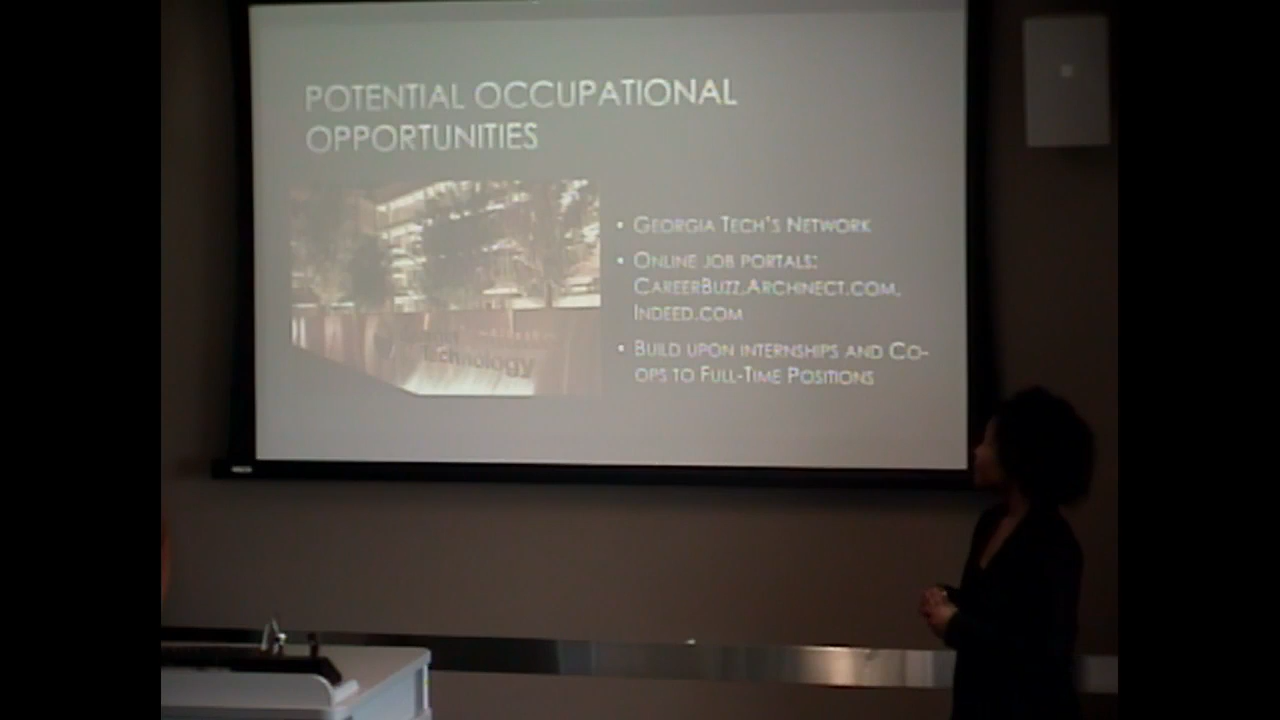 POTENTIAL OCCUPATIONAL
OPPORTUNITIES
• GEORGIA TECH'S NETWORK
• ONLINE JOB PORTALS:
CAREERBUZZ,ARCHINECT.COM,
INDEED.COM
• BUILD UPON INTERNSHIPS AND CO-
OPS TO FULL-TIME POSITIONS
Technology